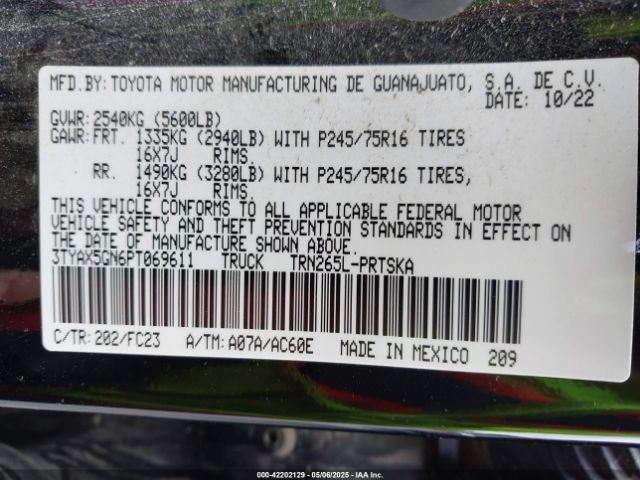 MFD.BY: TOYOTA MOTOR MANUFACTURING DE GUANAJUATO, S.A. DE C.V.
DATE: 10/22
GVWR: 2540KG (5600LB)
GAWR: FRT. 1335KG (2940LB) WITH P245/75R16 TIRES
16X7J RIMS.
RR. 1490KG (3280LB) WITH P245/75R16 TIRES,
16X7J RIMS.
THIS VEHICLE CONFORMS TO ALL APPLICABLE FEDERAL MOTOR
VEHICLE SAFETY AND THEFT PREVENTION STANDARDS IN EFFECT ON
THE DATE OF MANUFACTURE SHOWN ABOVE.
3TYAX5GN6PT069611 TRUCK TRN265L-PRTSKA
C/TR: 202/FC23 A/TM: A07A/AC60E MADE IN MEXICO 209
000-42202129 - 05/06/2025 - IAA Inc.